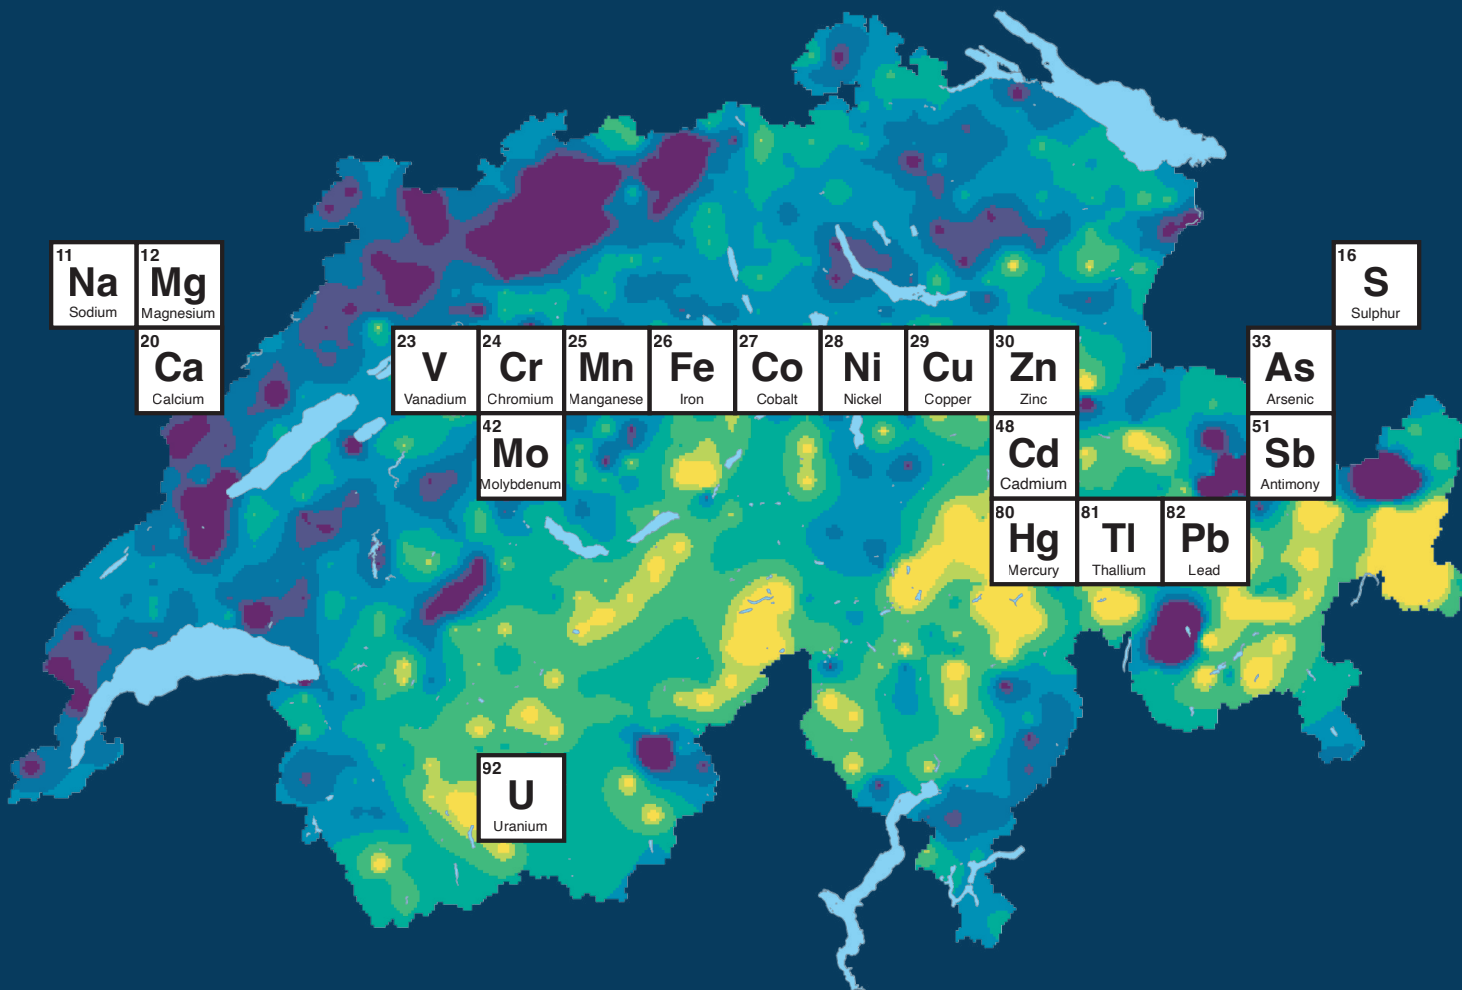 11
Na
Sodium
12
Mg
Magnesium
16
S
Sulphur
20
Ca
Calcium
23
V
Vanadium
24
Cr
Chromium
25
Mn
Manganese
26
Fe
Iron
27
Co
Cobalt
28
Ni
Nickel
29
Cu
Copper
30
Zn
Zinc
33
As
Arsenic
42
Mo
Molybdenum
48
Cd
Cadmium
51
Sb
Antimony
80
Hg
Mercury
81
Tl
Thallium
82
Pb
Lead
92
U
Uranium